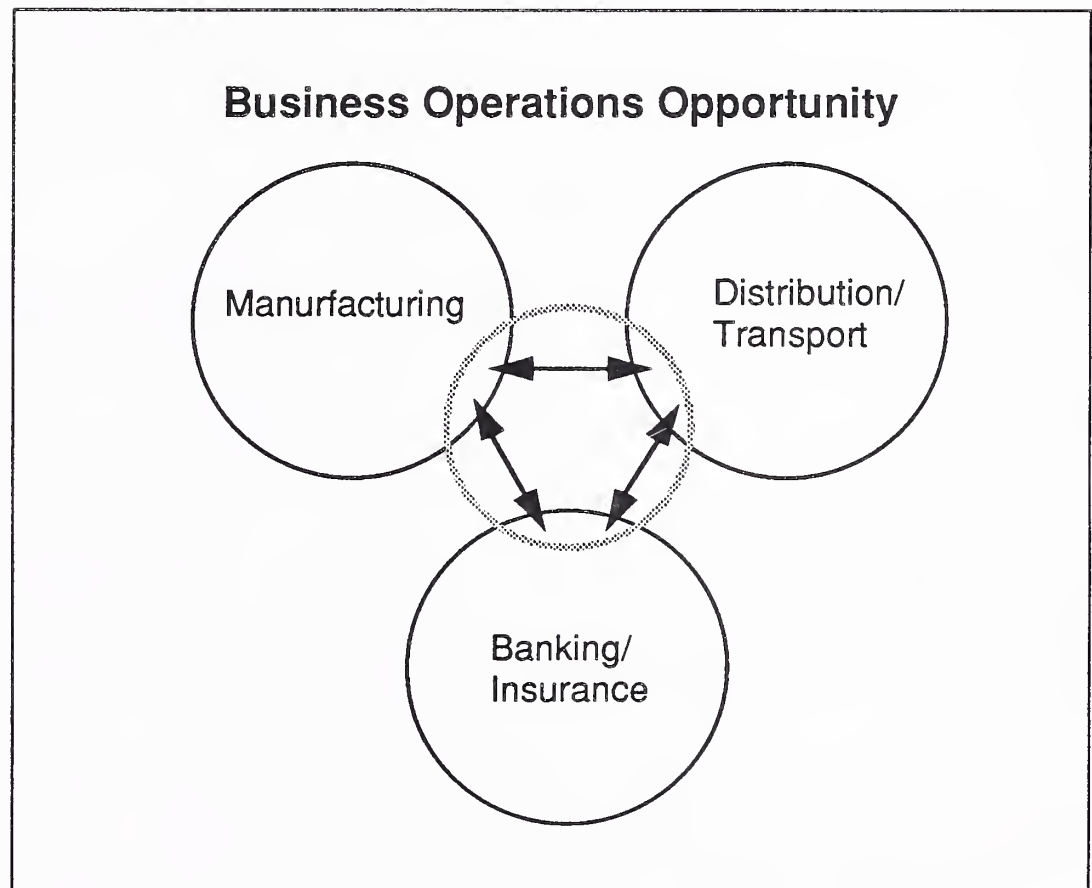 Business Operations Opportunity
Manurfacturing
Distribution/
Transport
Banking/
Insurance